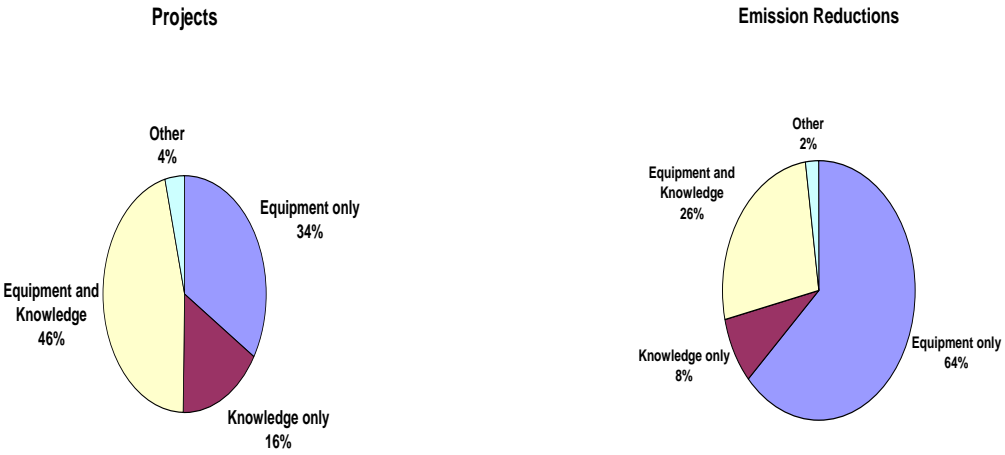 Projects
Other
4%
Equipment only
34%
Equipment and
Knowledge
46%
Knowledge only
16%
Emission Reductions
Other
2%
Equipment and
Knowledge
26%
Equipment only
64%
Knowledge only
8%